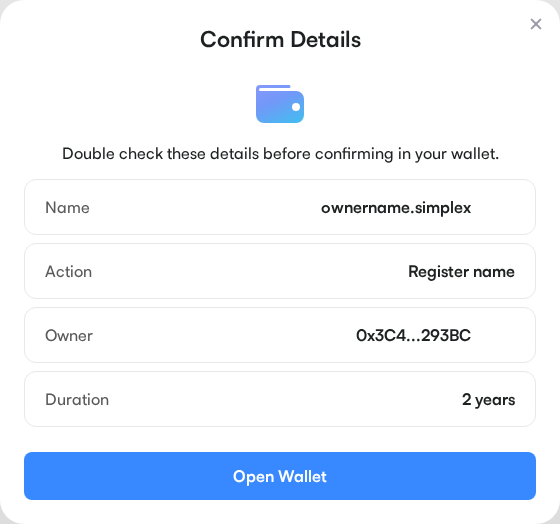 Confirm Details
Double check these details before confirming in your wallet.
Name ownername.simplex
Action Register name
Owner 0x3C4...293BC
Duration 2 years
Open Wallet